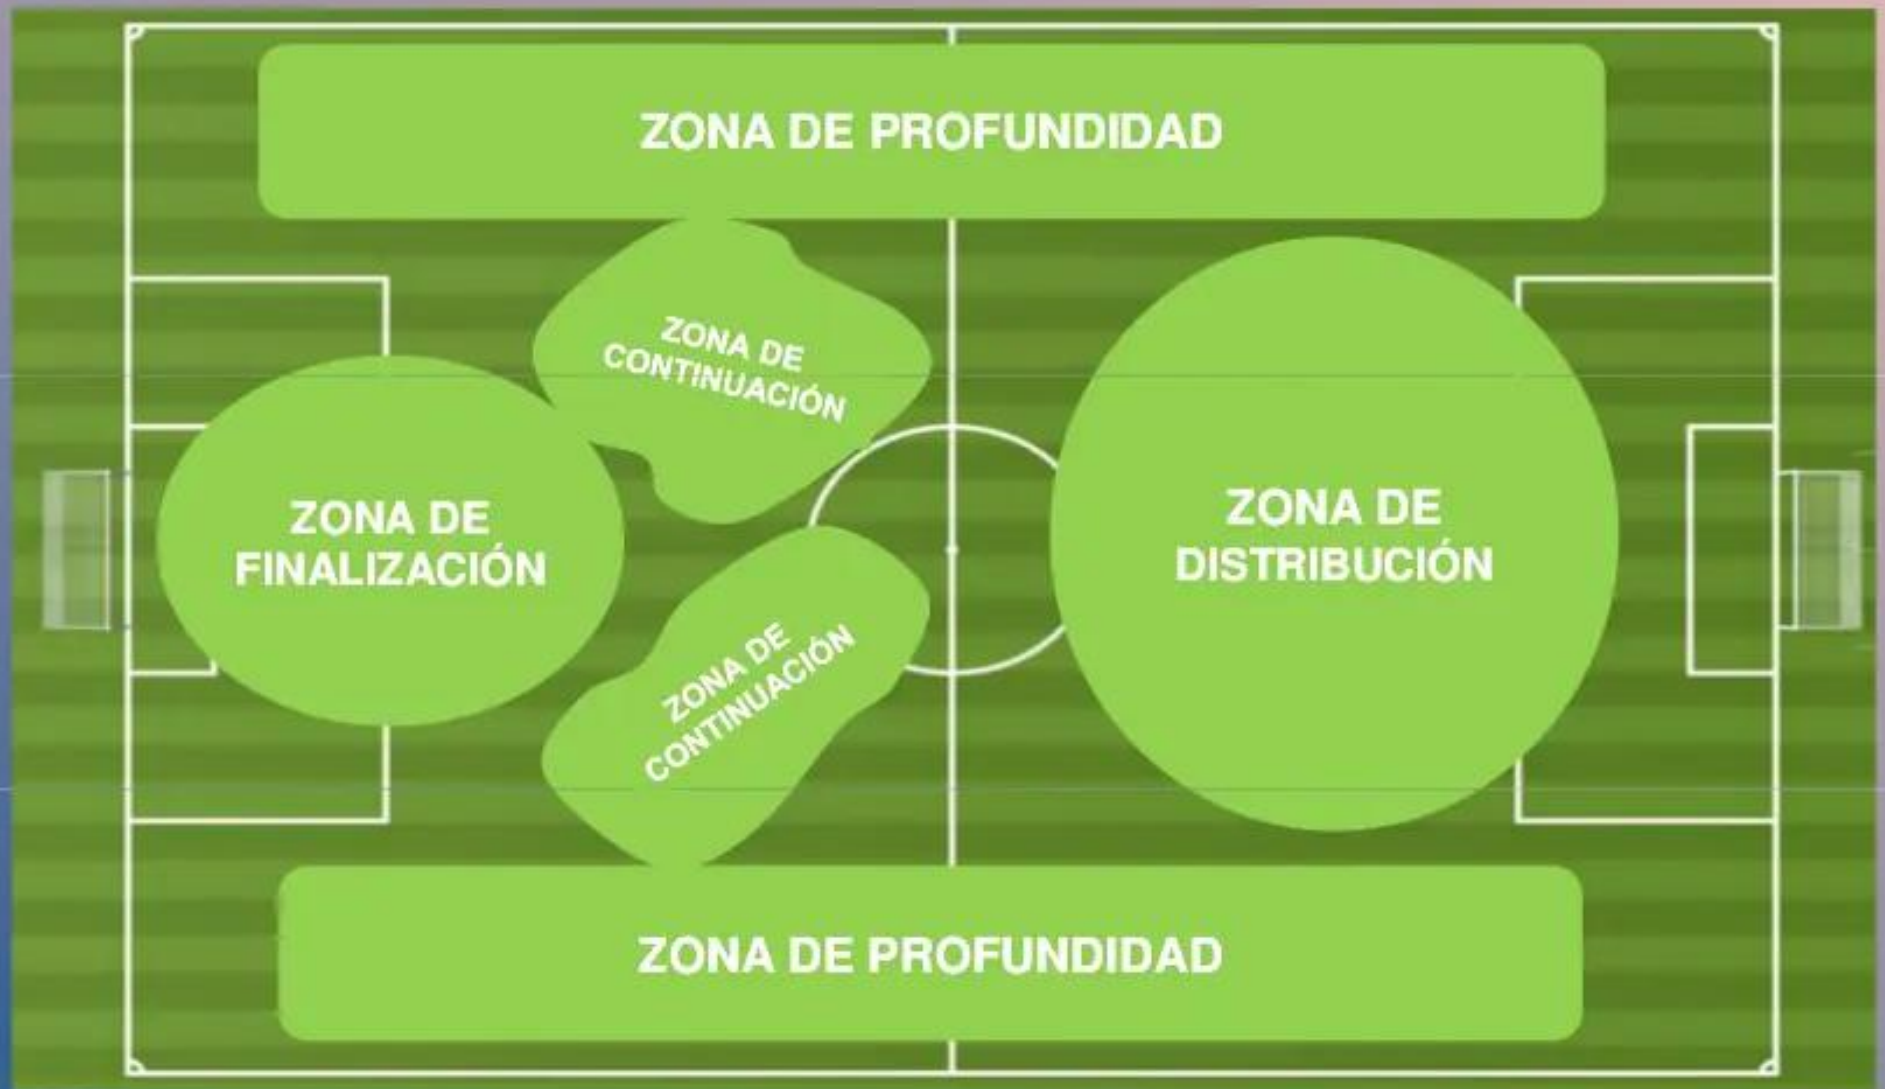 ZONA DE PROFUNDIDAD
ZONA DE
CONTINUACIÓN
ZONA DE
FINALIZACIÓN
ZONA DE
DISTRIBUCIÓN
ZONA DE
CONTINUACIÓN
ZONA DE PROFUNDIDAD